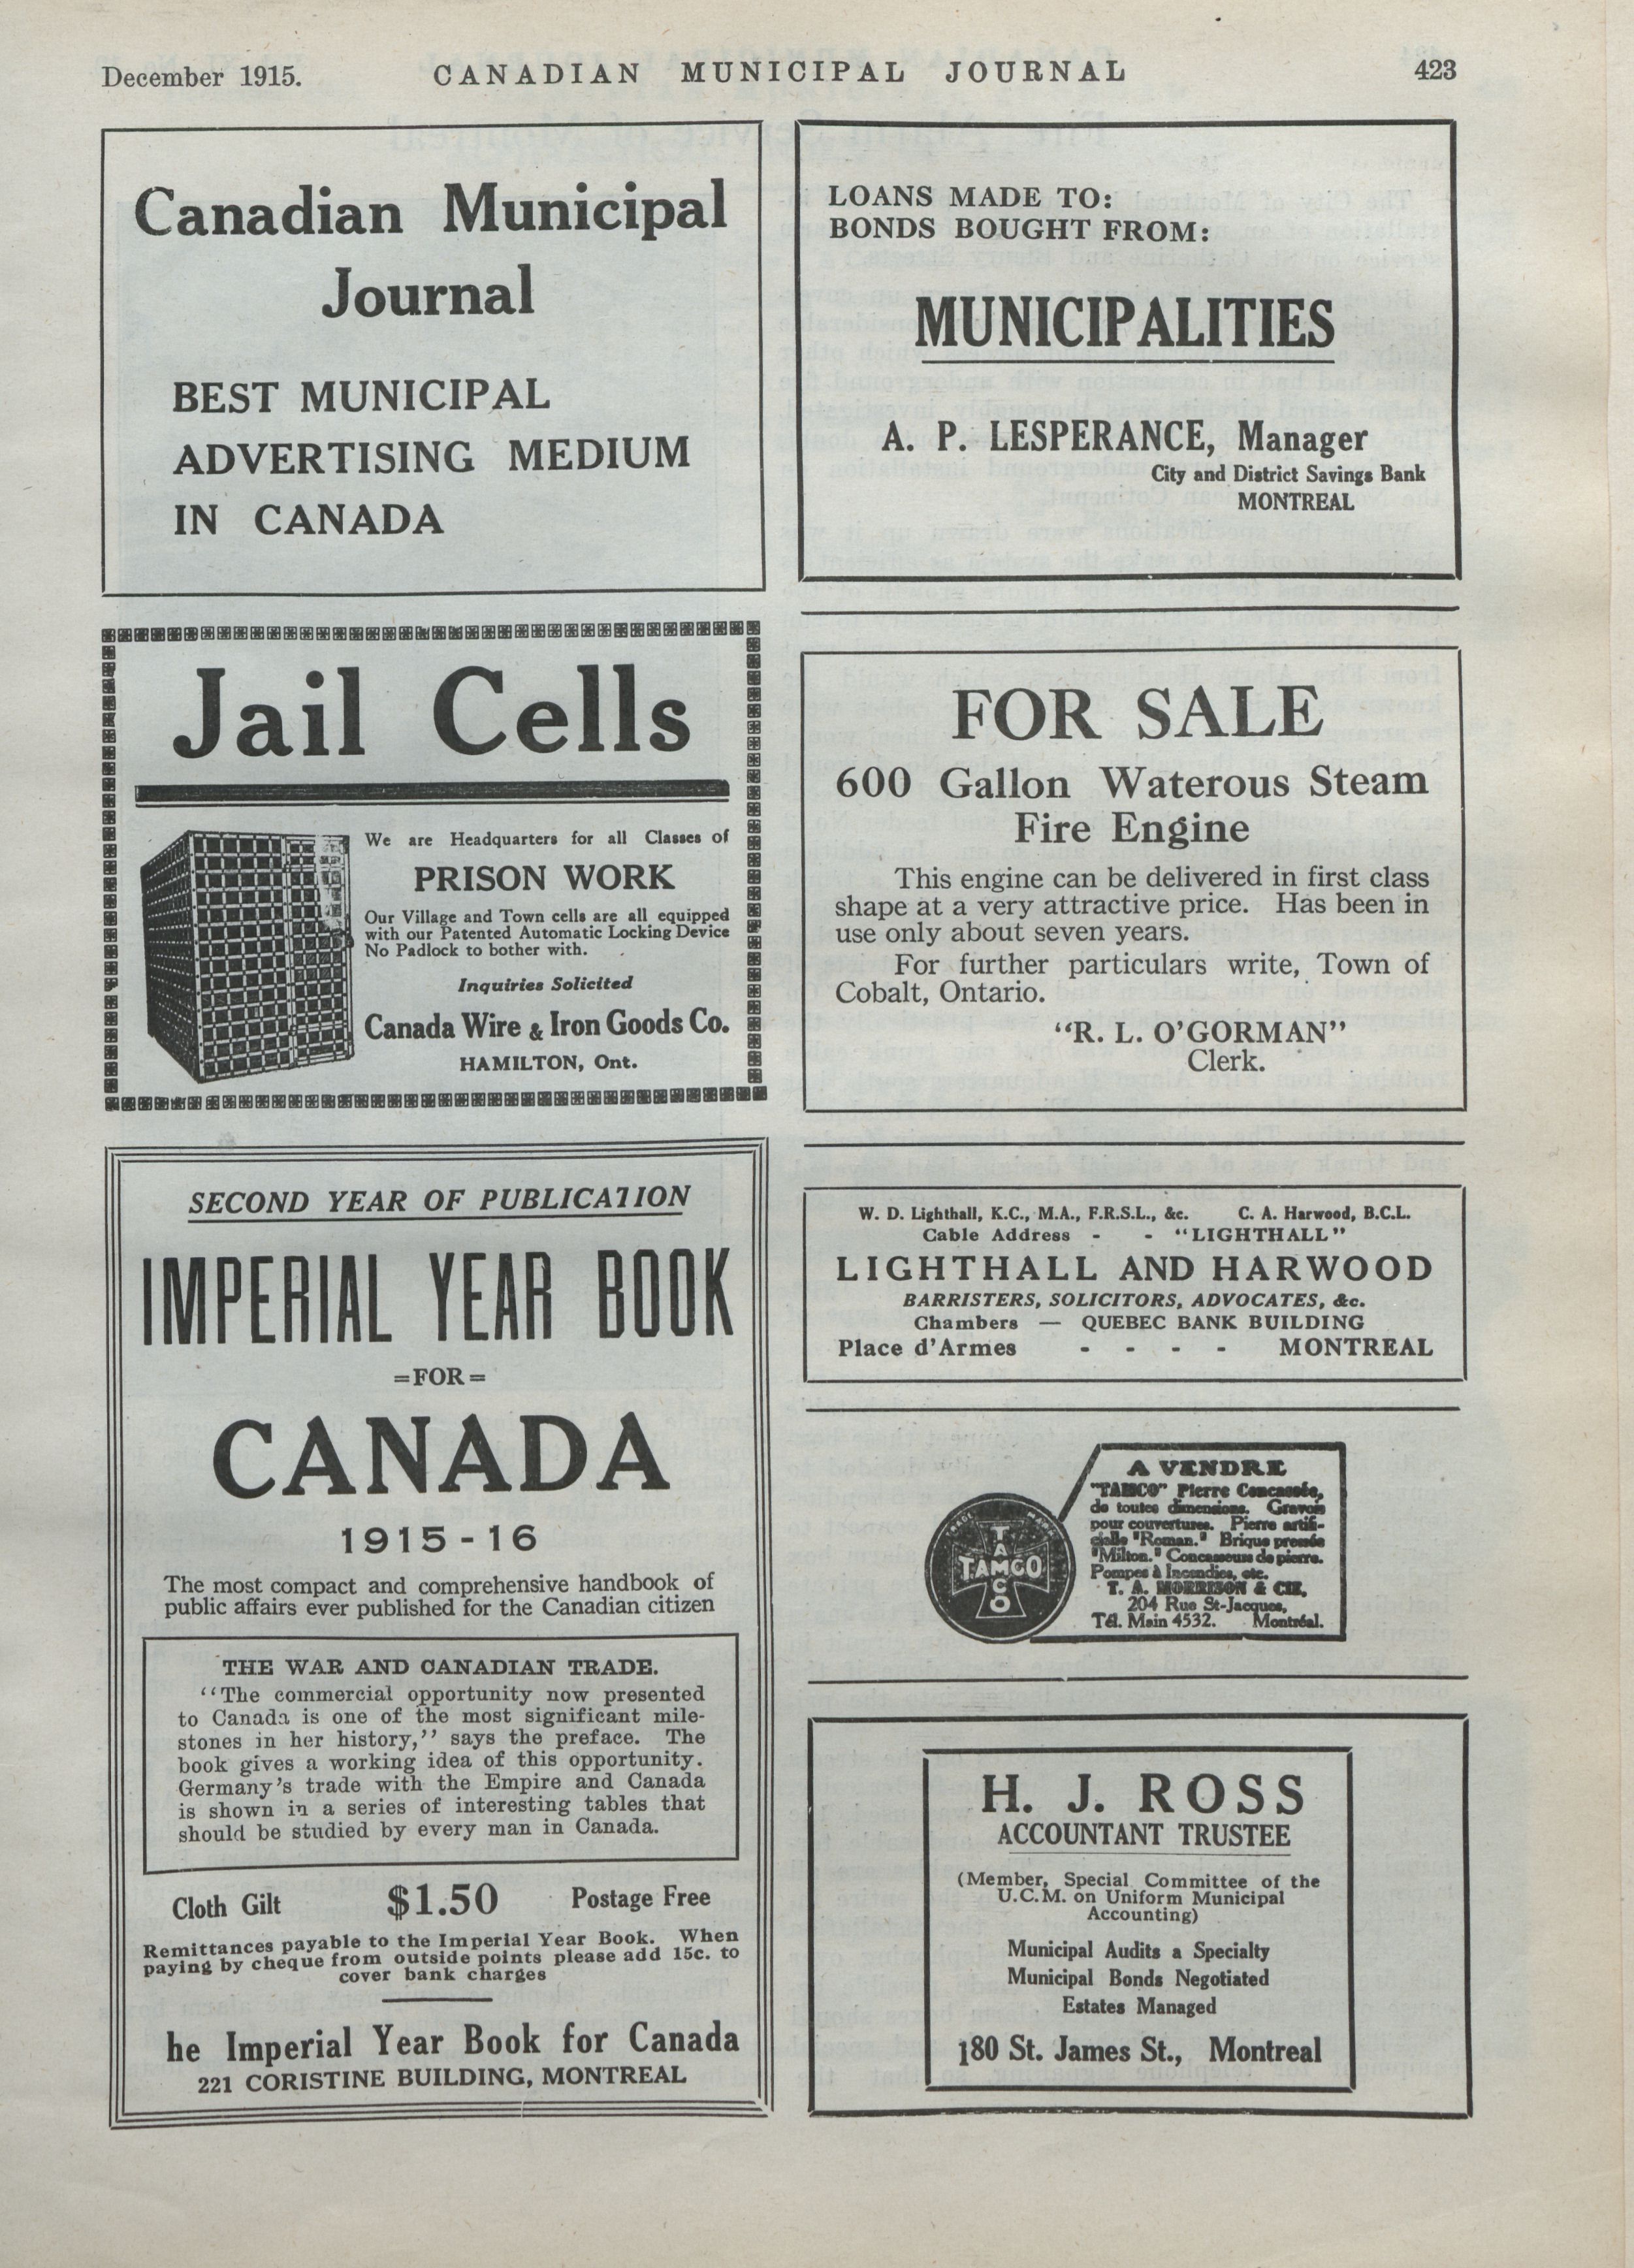 December 1915. CANADIAN MUNICIPAL JOURNAL 423
Canadian Municipal
Journal
BEST MUNICIPAL
ADVERTISING MEDIUM
IN CANADA
Jail Cells
We are Headquarters for all Classes of
PRISON WORK
Our Village and Town cells are all equipped
with our Patented Automatic Locking Device
No Padlock to bother with.
Inquiries Solicited
Canada Wire & Iron Goods Co.
HAMILTON, Ont.
SECOND YEAR OF PUBLICATION
IMPERIAL YEAR BOOK
=FOR=
CANADA
1915-16
The most compact and comprehensive handbook of
public affairs ever published for the Canadian citizen
THE WAR AND CANADIAN TRADE.
"The commercial opportunity now presented
to Canada is one of the most significant mile-
stones in her history," says the preface. The
book gives a working idea of this opportunity.
Germany's trade with the Empire and Canada
is shown in a series of interesting tables that
should be studied by every man in Canada.
Cloth Gilt $1.50 Postage Free
Remittances payable to the Imperial Year Book. When
paying by cheque from outside points please add 15c. to
cover bank charges
he Imperial Year Book for Canada
221 CORISTINE BUILDING, MONTREAL
LOANS MADE TO:
BONDS BOUGHT FROM:
MUNICIPALITIES
A. P. LESPERANCE, Manager
City and District Savings Bank
MONTREAL
FOR SALE
600 Gallon Waterous Steam
Fire Engine
This engine can be delivered in first class
shape at a very attractive price. Has been in
use only about seven years.
For further particulars write, Town of
Cobalt, Ontario.
"R. L. O'GORMAN"
Clerk.
W. D. Lighthall, K.C., M.A., F.R.S.L., &c. C. A. Harwood, B.C.L.
Cable Address - - "LIGHTHALL"
LIGHTHALL AND HARWOOD
BARRISTERS, SOLICITORS, ADVOCATES, &c.
Chambers — QUEBEC BANK BUILDING
Place d'Armes - - - - MONTREAL
TRADE MARK
TAMCO
TAMCO
A VENDRE
"TAMCO" Pierre Concassée,
de toutes dimensions. Gravois
pour couvertures. Pierre artifi-
cielle "Roman." Brique pressée
"Milton." Concasseurs de pierre.
Pompes à Incendies, etc.
T. A. MORRISON & CIE,
204 Rue St-Jacques,
Tél. Main 4532. Montréal.
H. J. ROSS
ACCOUNTANT TRUSTEE
(Member, Special Committee of the
U.C.M. on Uniform Municipal
Accounting)
Municipal Audits a Specialty
Municipal Bonds Negotiated
Estates Managed
180 St. James St., Montreal